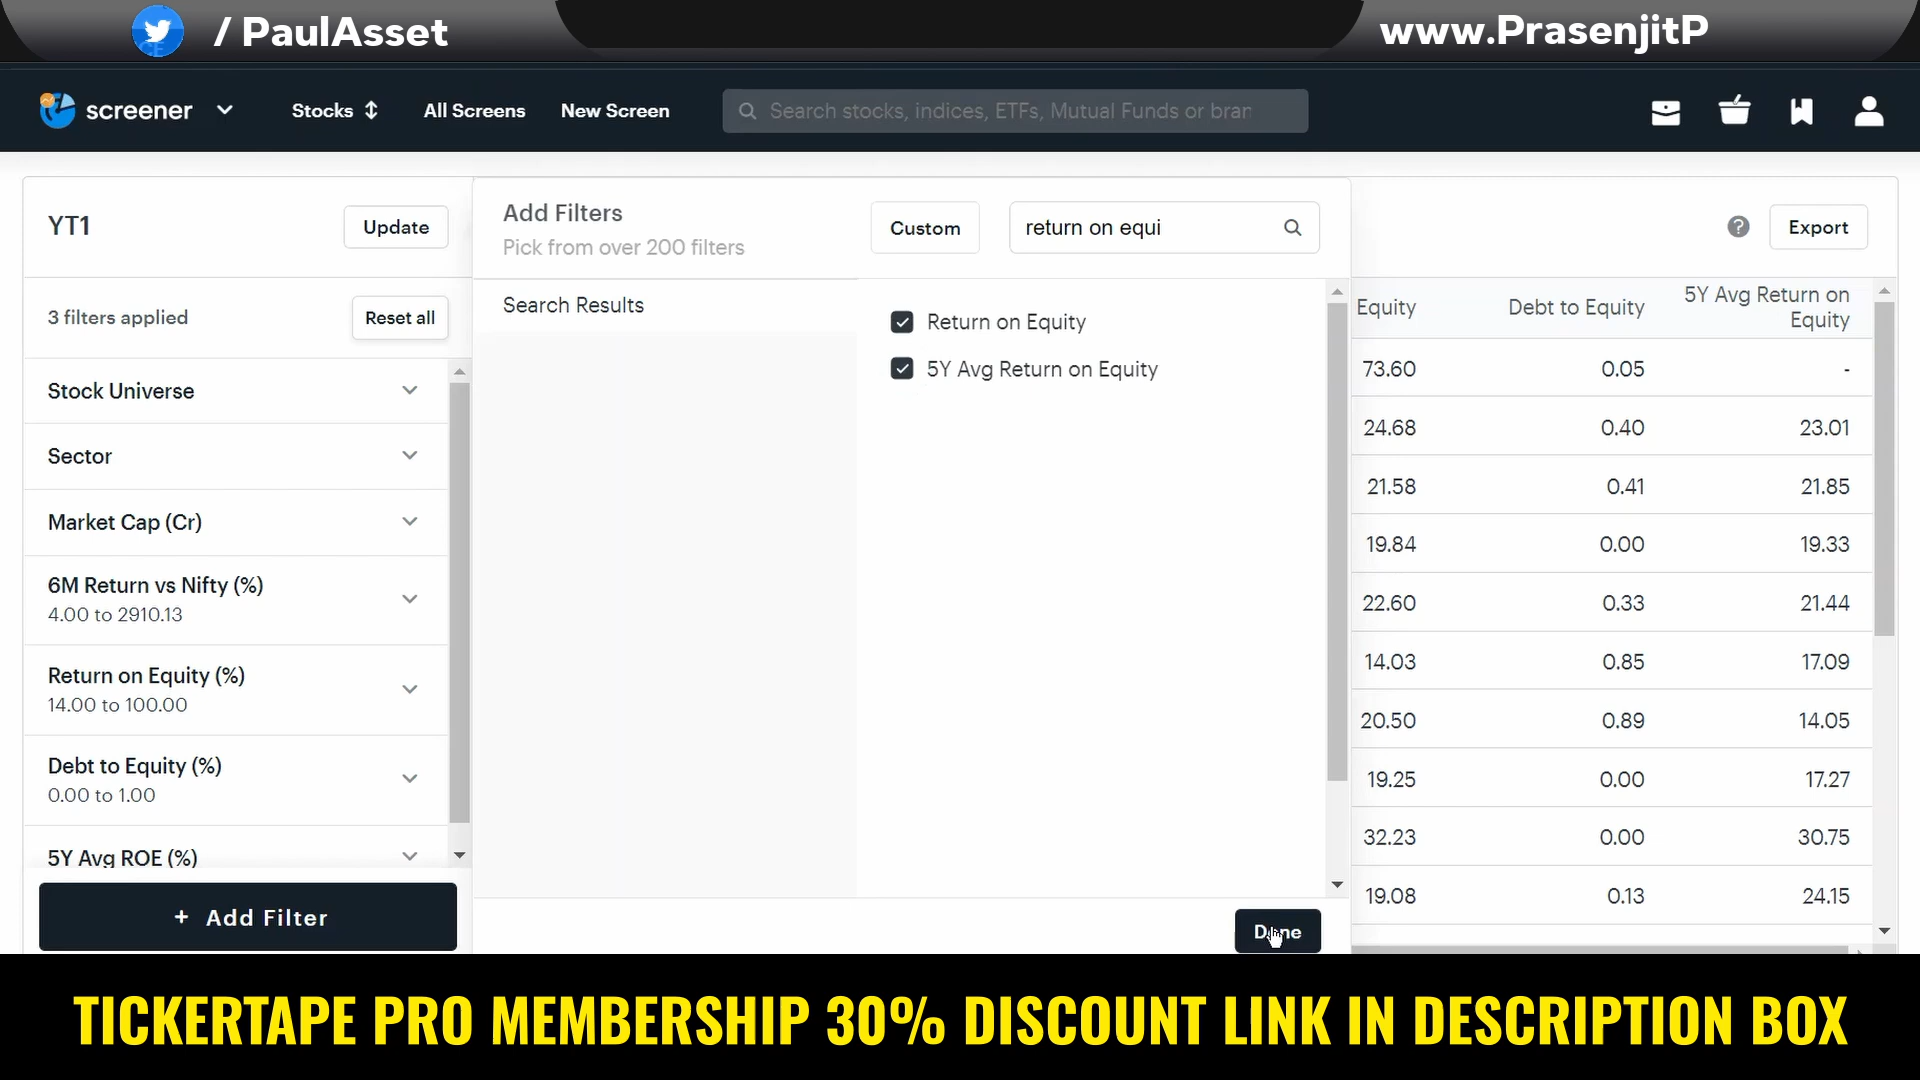 / PaulAsset
www.PrasenjitP
screener
Stocks
All Screens
New Screen
Search stocks, indices, ETFs, Mutual Funds or bran
YT1
Update
Add Filters
Pick from over 200 filters
Custom
return on equi
Export
3 filters applied
Reset all
Search Results
Return on Equity
5Y Avg Return on Equity
Stock Universe
Sector
Market Cap (Cr)
6M Return vs Nifty (%)
4.00 to 2910.13
Return on Equity (%)
14.00 to 100.00
Debt to Equity (%)
0.00 to 1.00
5Y Avg ROE (%)
+ Add Filter
Done
Equity
Debt to Equity
5Y Avg Return on
Equity
73.60 0.05 -
24.68 0.40 23.01
21.58 0.41 21.85
19.84 0.00 19.33
22.60 0.33 21.44
14.03 0.85 17.09
20.50 0.89 14.05
19.25 0.00 17.27
32.23 0.00 30.75
19.08 0.13 24.15
TICKERTAPE PRO MEMBERSHIP 30% DISCOUNT LINK IN DESCRIPTION BOX